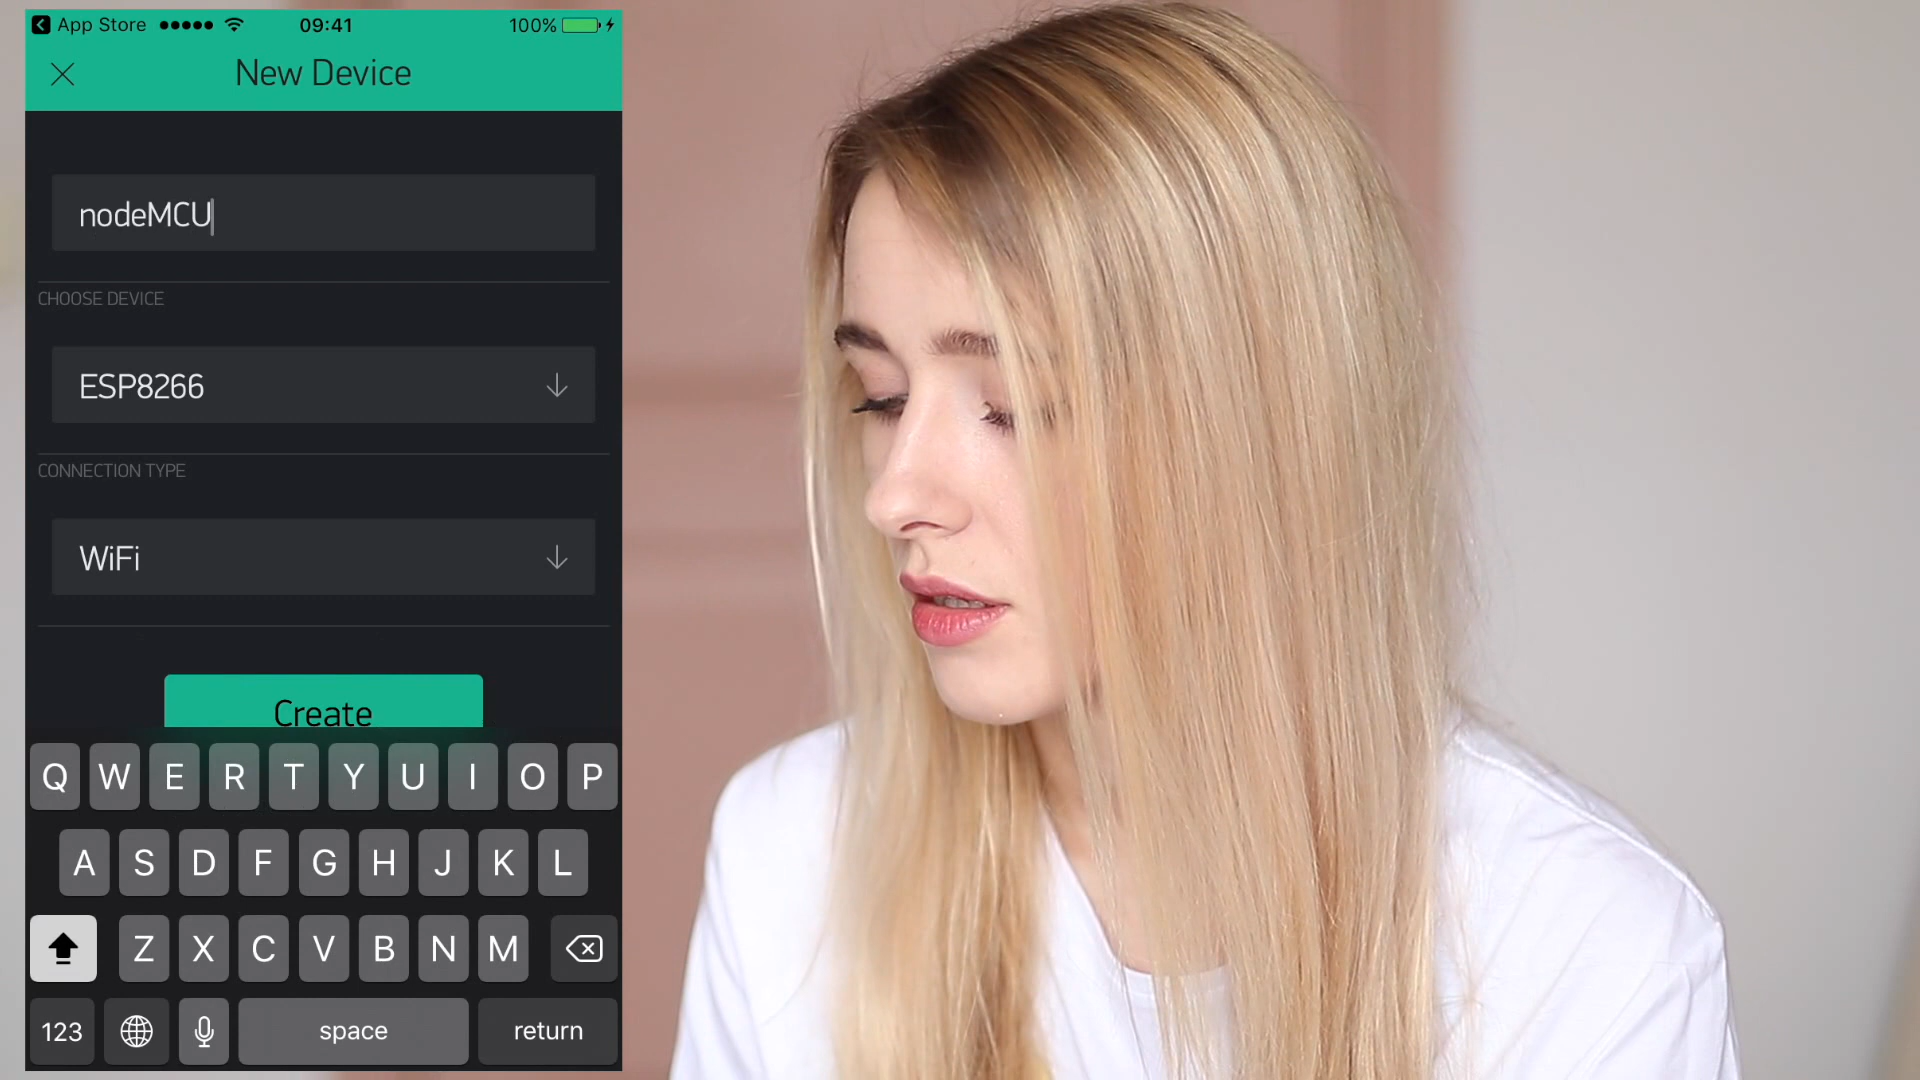 App Store 09:41 100%
New Device
nodeMCU
CHOOSE DEVICE
ESP8266
CONNECTION TYPE
WiFi
Create
Q W E R T Y U I O P
A S D F G H J K L
Z X C V B N M
123 space return